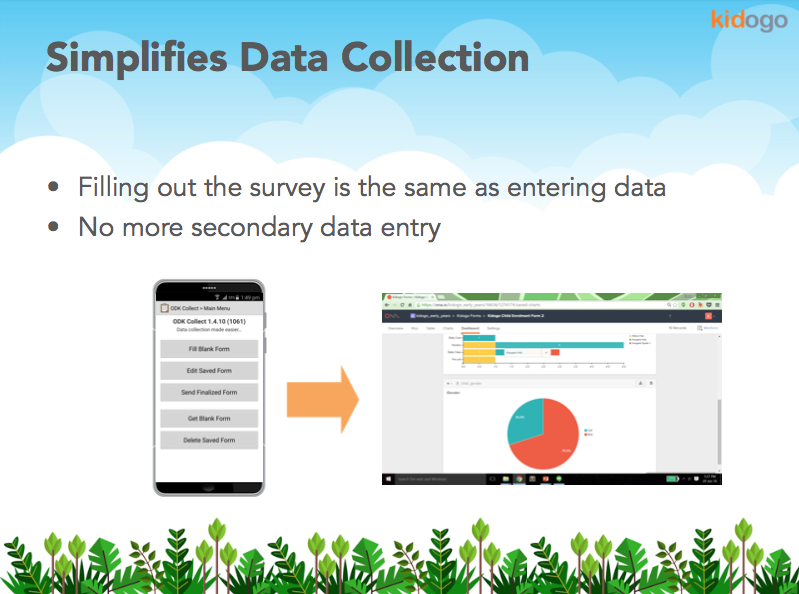 kidogo
Simplifies Data Collection
• Filling out the survey is the same as entering data
• No more secondary data entry
1:49 pm
ODK Collect > Main Menu
ODK Collect 1.4.10 (1061)
Data collection made easier...
Fill Blank Form
Edit Saved Form
Send Finalized Form
Get Blank Form
Delete Saved Form
Kidogo Forms
Kidogo Child Enrolment Form 2
Overview
Table
Charts
Dashboard
Settings